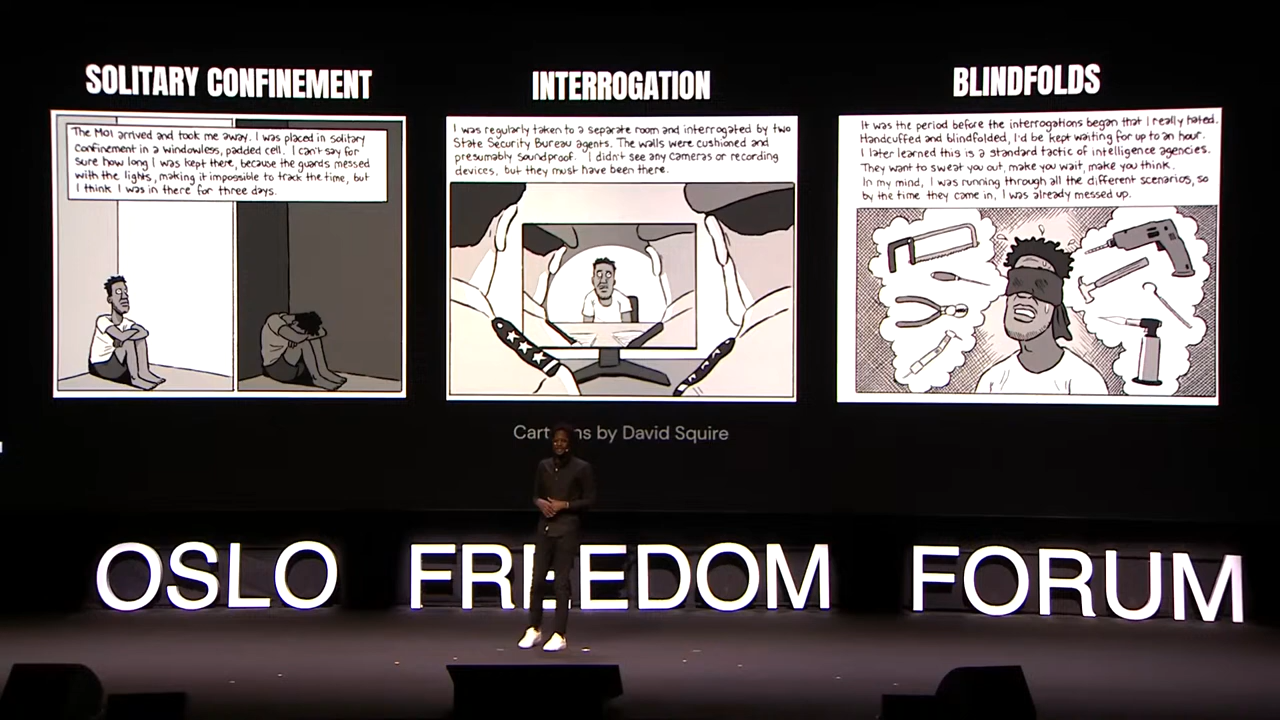 SOLITARY CONFINEMENT
The MOI arrived and took me away. I was placed in solitary
confinement in a windowless, padded cell. I can't say for
sure how long I was kept there, because the guards messed
with the lights, making it impossible to track the time, but
I think I was in there for three days.
INTERROGATION
I was regularly taken to a separate room and interrogated by two
State Security Bureau agents. The walls were cushioned and
presumably soundproof. I didn't see any cameras or recording
devices, but they must have been there.
BLINDFOLDS
It was the period before the interrogations began that I really hated.
Handcuffed and blindfolded, I'd be kept waiting for up to an hour.
I later learned this is a standard tactic of intelligence agencies.
They want to sweat you out, make you wait, make you think.
In my mind, I was running through all the different scenarios, so
by the time they came in, I was already messed up.
by David Squire
OSLO FREEDOM FORUM